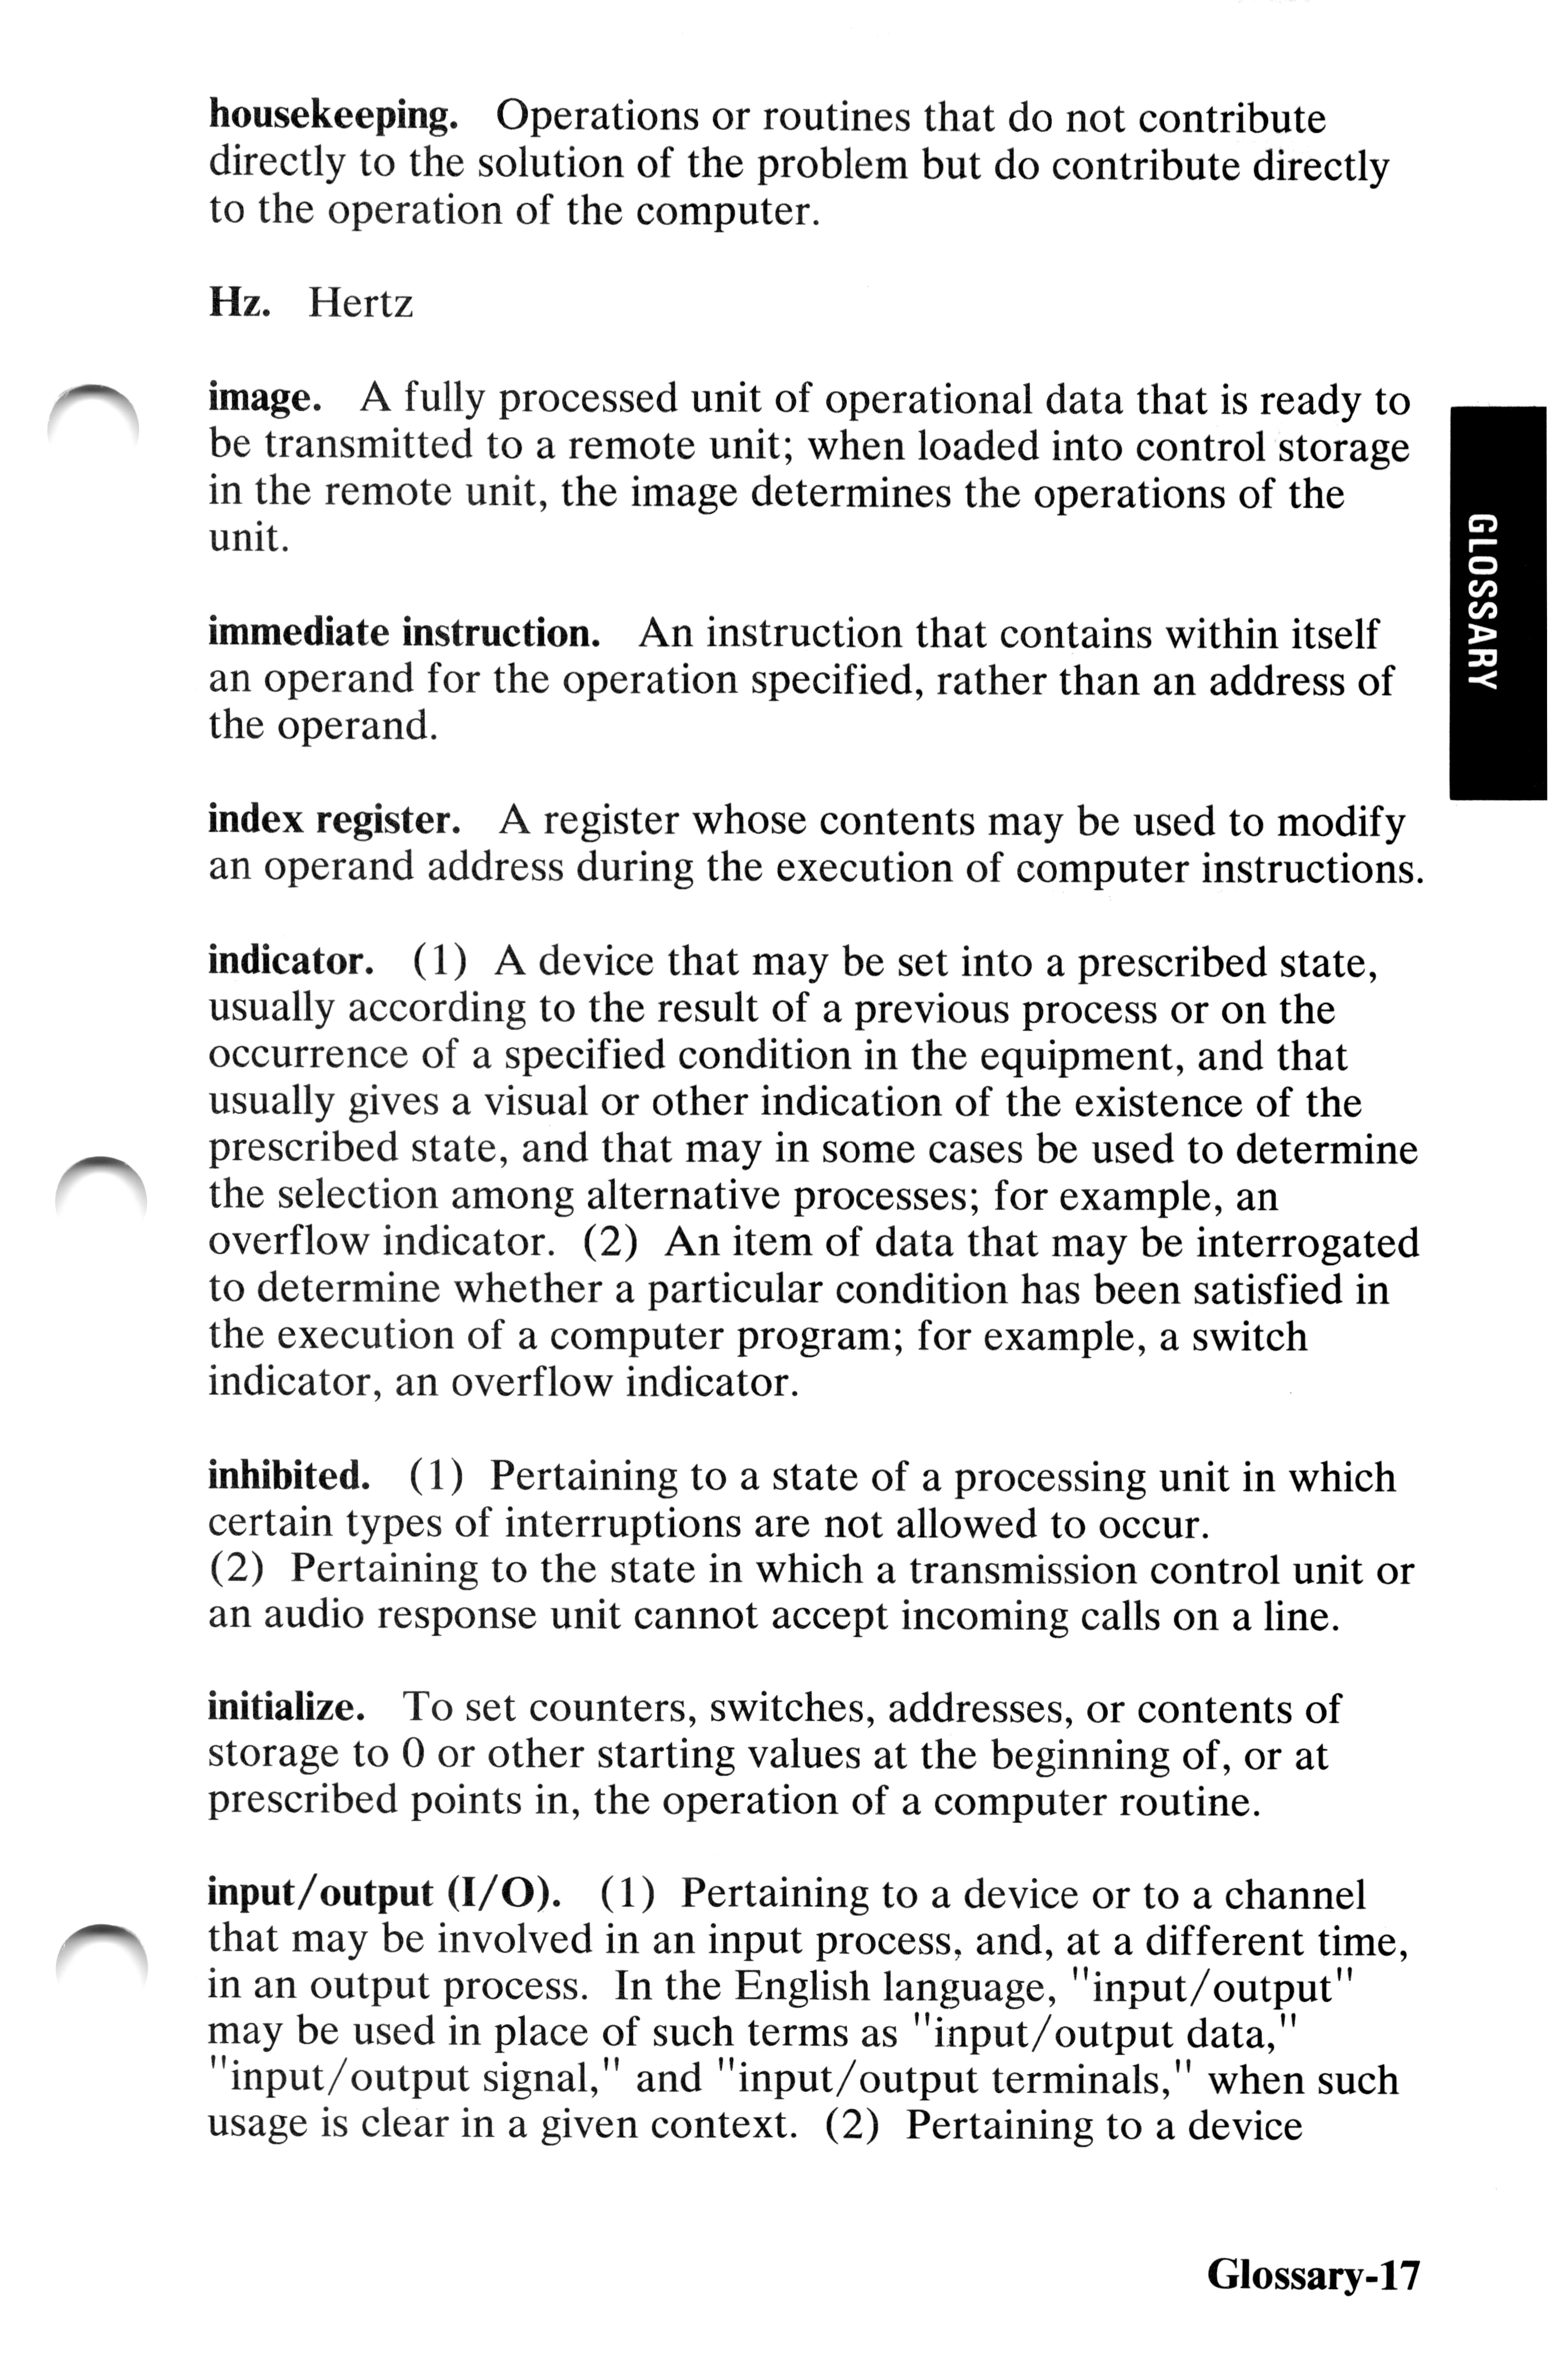 housekeeping. Operations or routines that do not contribute
directly to the solution of the problem but do contribute directly
to the operation of the computer.
Hz. Hertz
image. A fully processed unit of operational data that is ready to
be transmitted to a remote unit; when loaded into control storage
in the remote unit, the image determines the operations of the
unit.
immediate instruction. An instruction that contains within itself
an operand for the operation specified, rather than an address of
the operand.
index register. A register whose contents may be used to modify
an operand address during the execution of computer instructions.
indicator. (1) A device that may be set into a prescribed state,
usually according to the result of a previous process or on the
occurrence of a specified condition in the equipment, and that
usually gives a visual or other indication of the existence of the
prescribed state, and that may in some cases be used to determine
the selection among alternative processes; for example, an
overflow indicator. (2) An item of data that may be interrogated
to determine whether a particular condition has been satisfied in
the execution of a computer program; for example, a switch
indicator, an overflow indicator.
inhibited. (1) Pertaining to a state of a processing unit in which
certain types of interruptions are not allowed to occur.
(2) Pertaining to the state in which a transmission control unit or
an audio response unit cannot accept incoming calls on a line.
initialize. To set counters, switches, addresses, or contents of
storage to 0 or other starting values at the beginning of, or at
prescribed points in, the operation of a computer routine.
input/output (I/O). (1) Pertaining to a device or to a channel
that may be involved in an input process, and, at a different time,
in an output process. In the English language, "input/output"
may be used in place of such terms as "input/output data,"
"input/output signal," and "input/output terminals," when such
usage is clear in a given context. (2) Pertaining to a device
GLOSSARY
Glossary-17